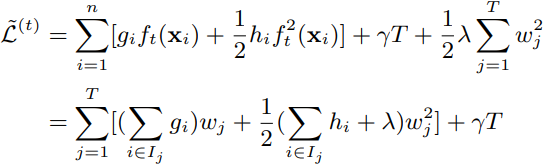 $\tilde{\mathcal{L}}^{(t)} = \sum_{i=1}^{n} [g_i f_t(\mathbf{x}_i) + \frac{1}{2} h_i f_t^2(\mathbf{x}_i)] + \gamma T + \frac{1}{2} \lambda \sum_{j=1}^{T} w_j^2$
$= \sum_{j=1}^{T} [(\sum_{i \in I_j} g_i) w_j + \frac{1}{2} (\sum_{i \in I_j} h_i + \lambda) w_j^2] + \gamma T$